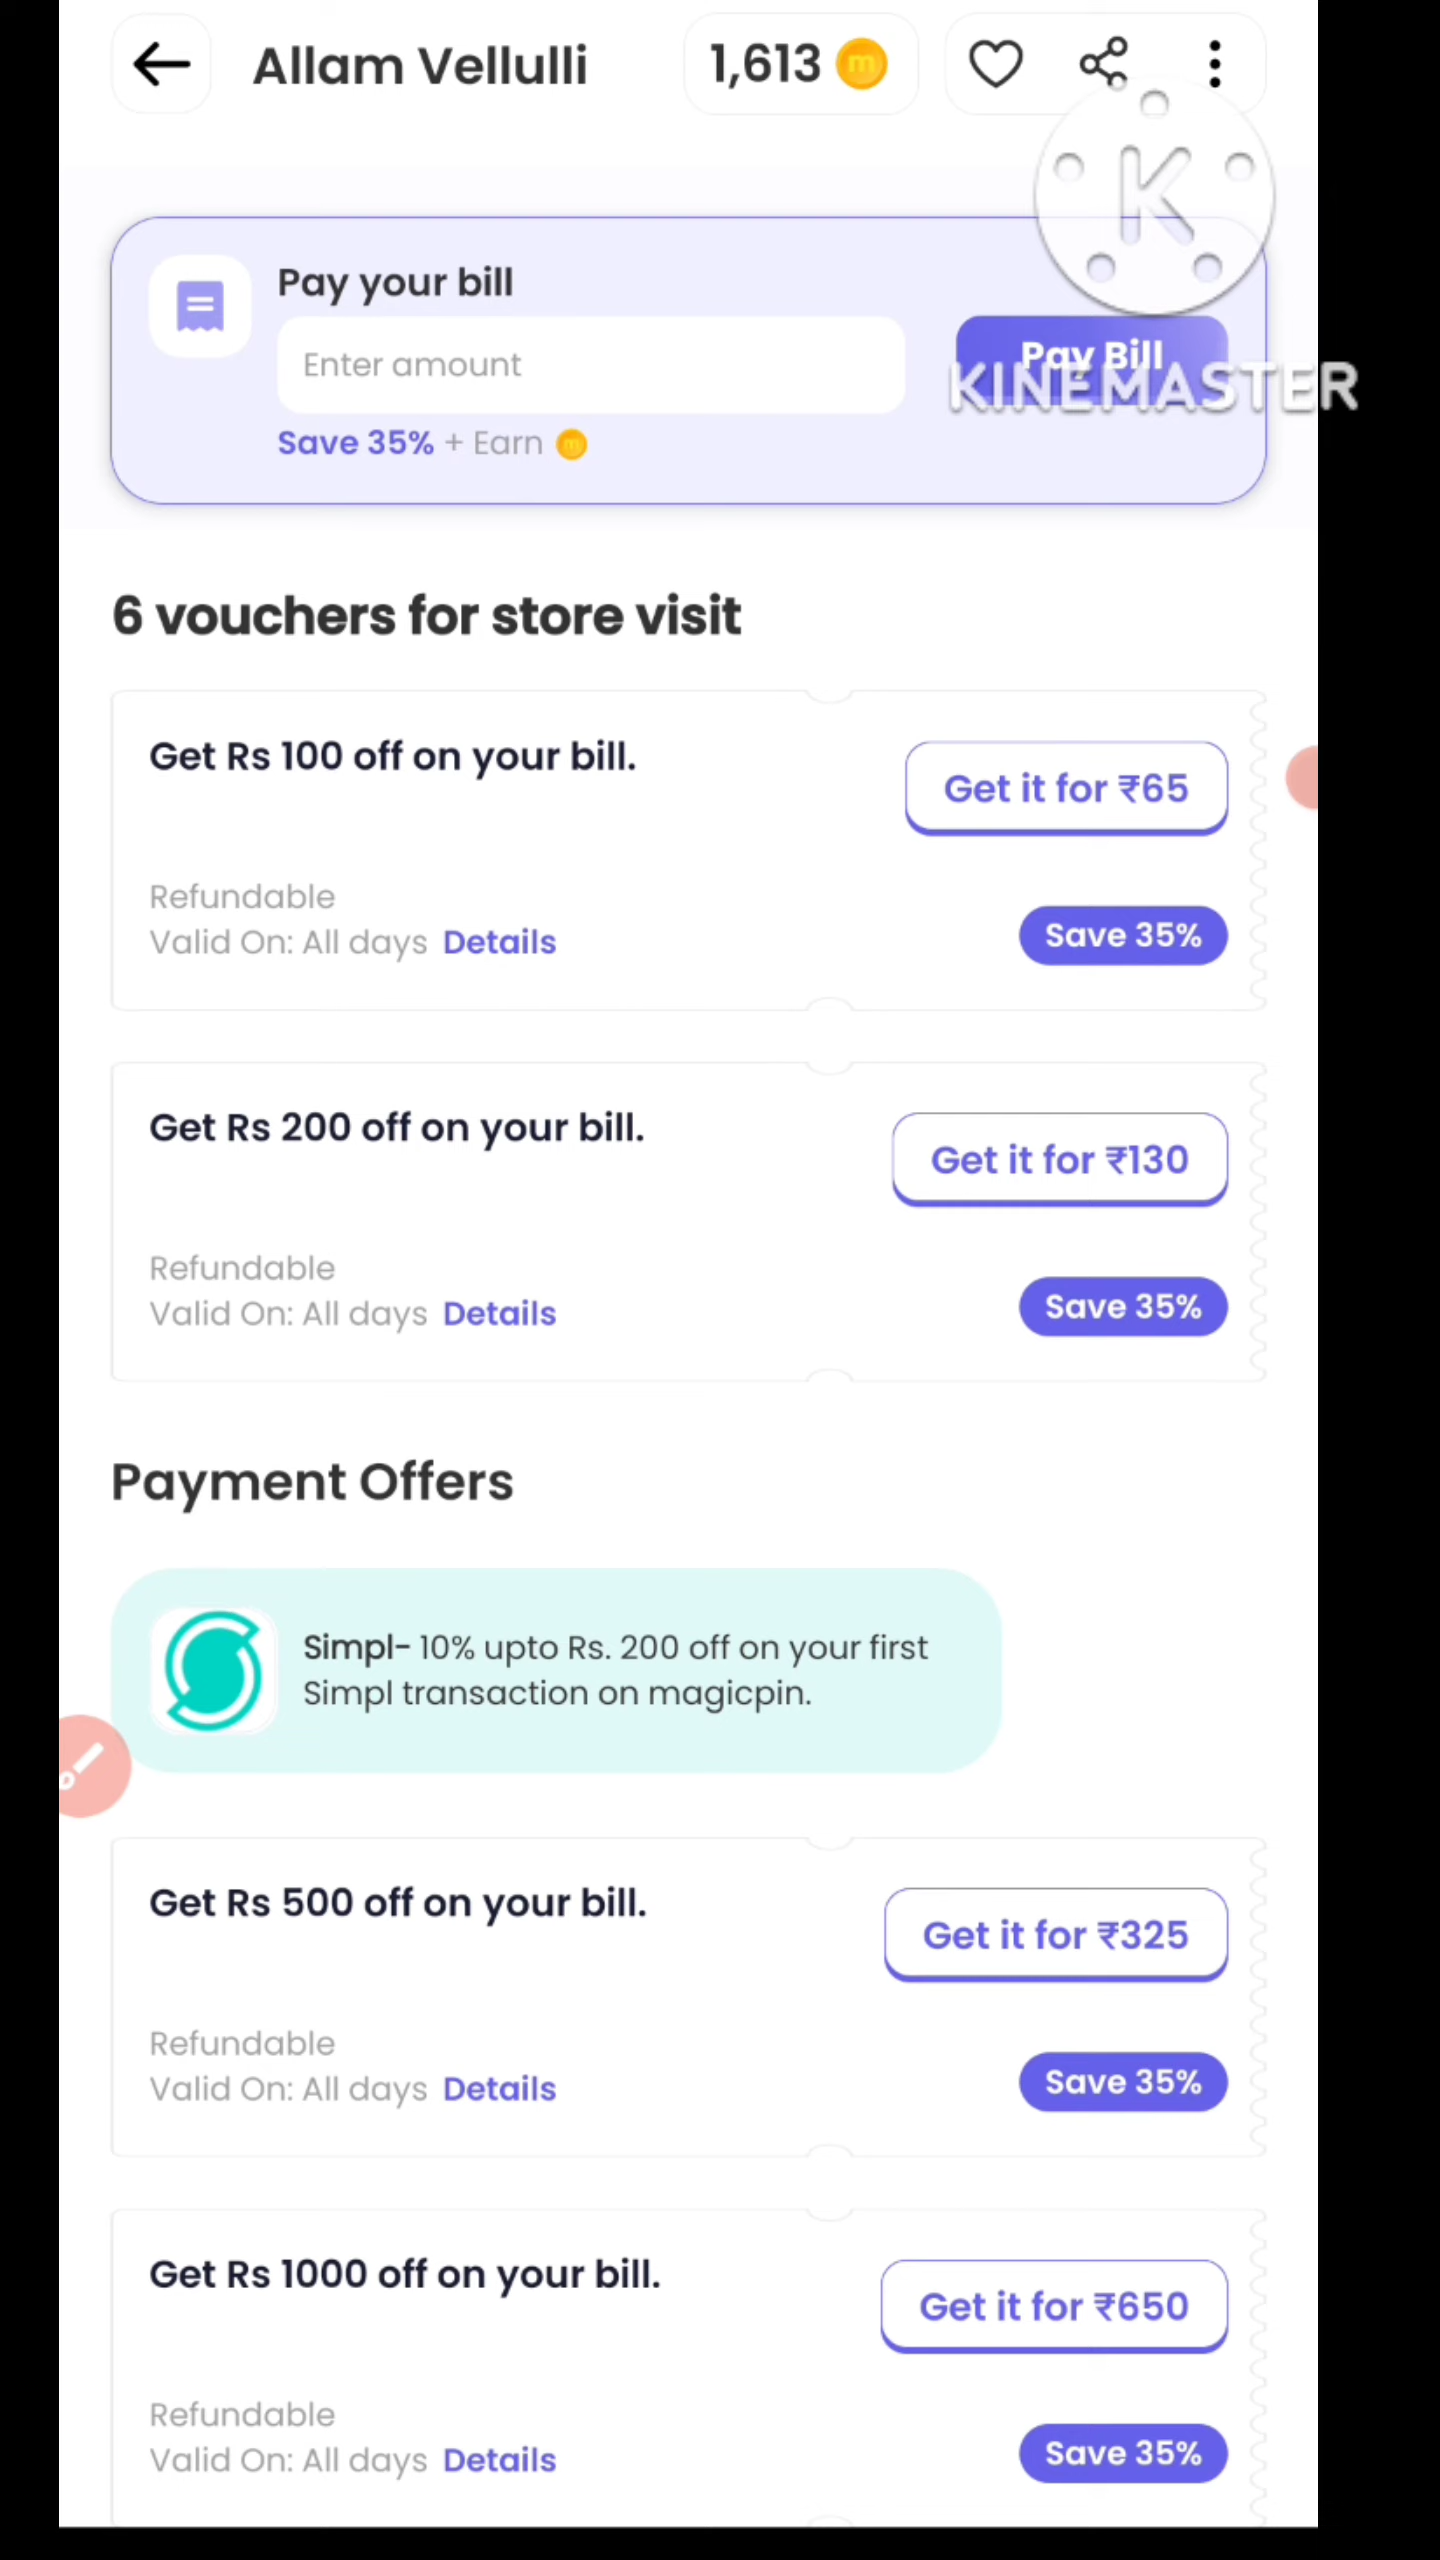 Allam Vellulli
1,613
Pay your bill
Enter amount
Pay Bill
KINEMASTER
Save 35% + Earn
6 vouchers for store visit
Get Rs 100 off on your bill.
Get it for ₹65
Refundable
Valid On: All days Details
Save 35%
Get Rs 200 off on your bill.
Get it for ₹130
Refundable
Valid On: All days Details
Save 35%
Payment Offers
Simpl- 10% upto Rs. 200 off on your first
Simpl transaction on magicpin.
Get Rs 500 off on your bill.
Get it for ₹325
Refundable
Valid On: All days Details
Save 35%
Get Rs 1000 off on your bill.
Get it for ₹650
Refundable
Valid On: All days Details
Save 35%